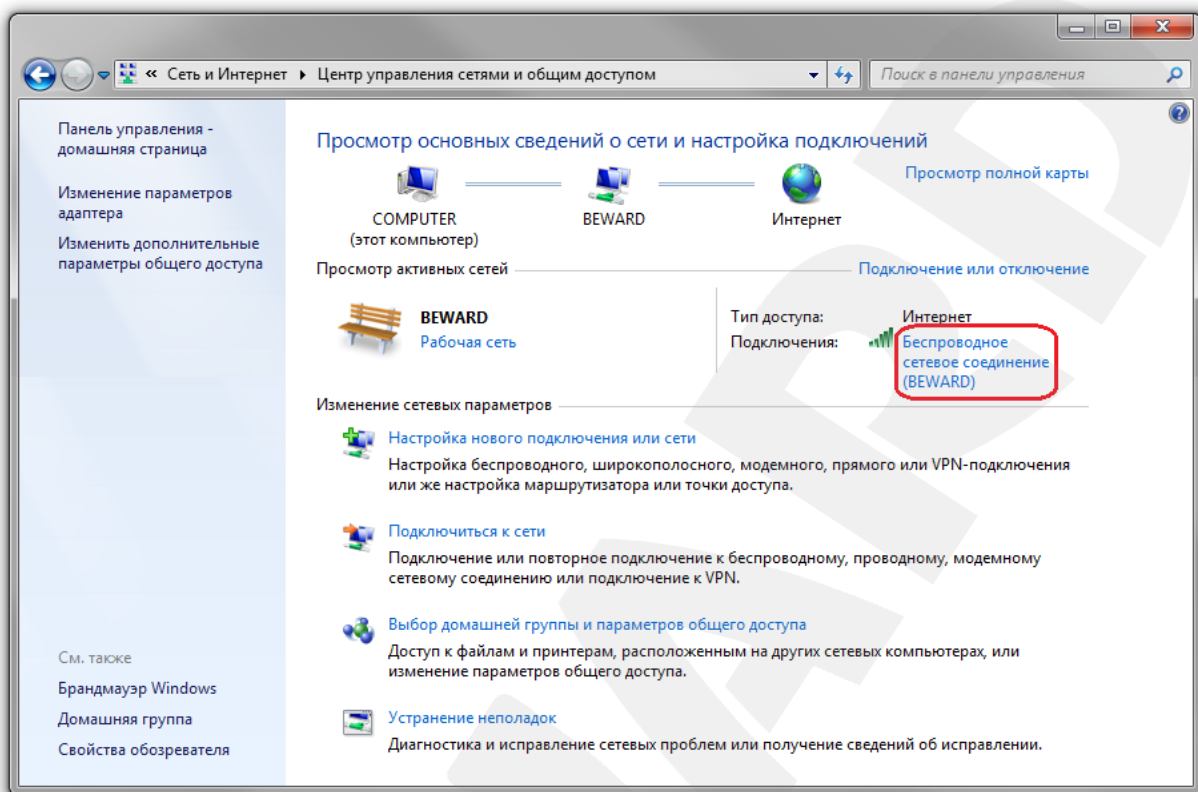 « Сеть и Интернет Центр управления сетями и общим доступом
Поиск в панели управления
Панель управления -
домашняя страница
Изменение параметров
адаптера
Изменить дополнительные
параметры общего доступа
Просмотр основных сведений о сети и настройка подключений
Просмотр полной карты
COMPUTER
(этот компьютер)
BEWARD
Интернет
Просмотр активных сетей
Подключение или отключение
BEWARD
Рабочая сеть
Тип доступа: Интернет
Подключения: Беспроводное
сетевое соединение
(BEWARD)
Изменение сетевых параметров
Настройка нового подключения или сети
Настройка беспроводного, широкополосного, модемного, прямого или VPN-подключения
или же настройка маршрутизатора или точки доступа.
Подключиться к сети
Подключение или повторное подключение к беспроводному, проводному, модемному
сетевому соединению или подключение к VPN.
Выбор домашней группы и параметров общего доступа
Доступ к файлам и принтерам, расположенным на других сетевых компьютерах, или
изменение параметров общего доступа.
Устранение неполадок
Диагностика и исправление сетевых проблем или получение сведений об исправлении.
См. также
Брандмауэр Windows
Домашняя группа
Свойства обозревателя